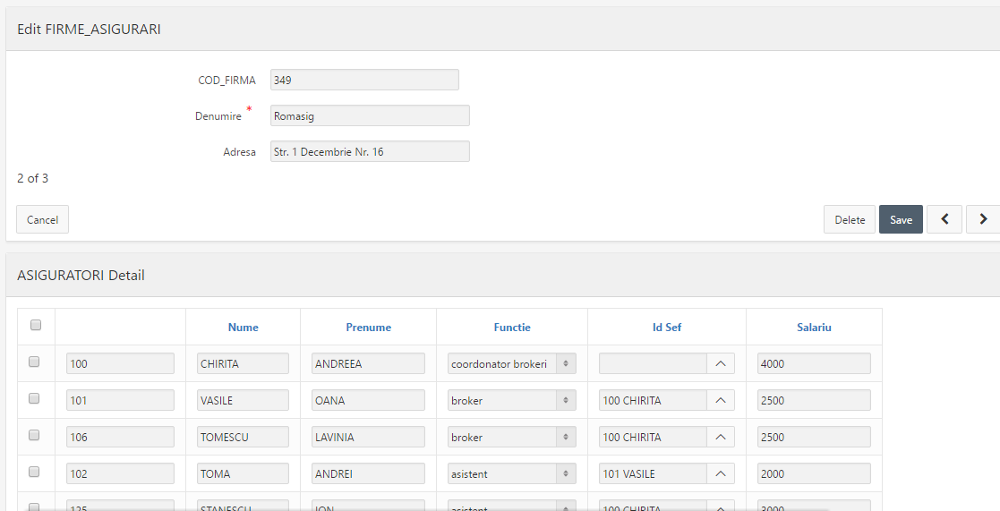 Edit FIRME_ASIGURARI
COD_FIRMA 349
Denumire * Romasig
Adresa Str. 1 Decembrie Nr. 16
2 of 3
Cancel Delete Save
ASIGURATORI Detail
Nume Prenume Functie Id Sef Salariu
100 CHIRITA ANDREEA coordonator brokeri 4000
101 VASILE OANA broker 100 CHIRITA 2500
106 TOMESCU LAVINIA broker 100 CHIRITA 2500
102 TOMA ANDREI asistent 101 VASILE 2000
125 STANESCU ION asistent 100 CHIRITA 3000